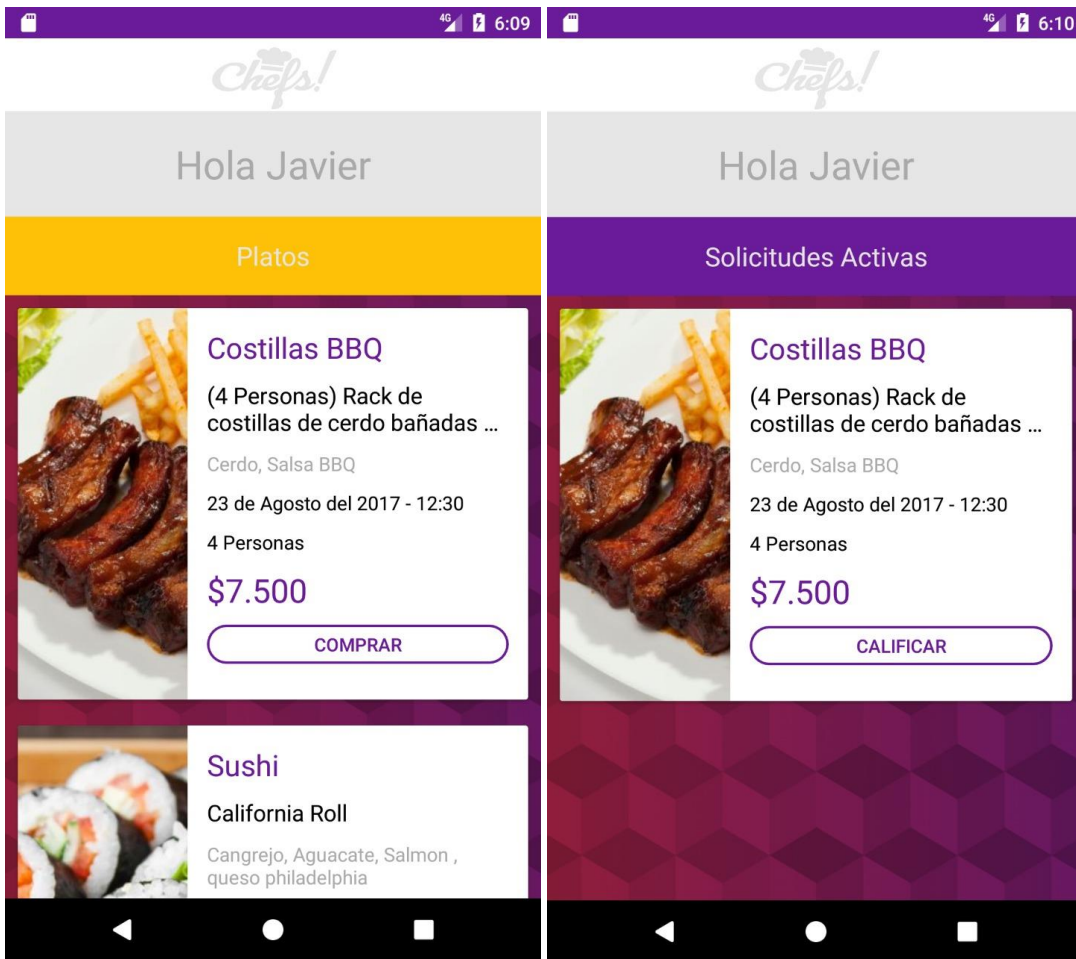 4G 6:09
Chefs!
Hola Javier
Platos
Costillas BBQ
(4 Personas) Rack de
costillas de cerdo bañadas ...
Cerdo, Salsa BBQ
23 de Agosto del 2017 - 12:30
4 Personas
$7.500
COMPRAR
Sushi
California Roll
Cangrejo, Aguacate, Salmon ,
queso philadelphia
4G 6:10
Chefs!
Hola Javier
Solicitudes Activas
Costillas BBQ
(4 Personas) Rack de
costillas de cerdo bañadas ...
Cerdo, Salsa BBQ
23 de Agosto del 2017 - 12:30
4 Personas
$7.500
CALIFICAR